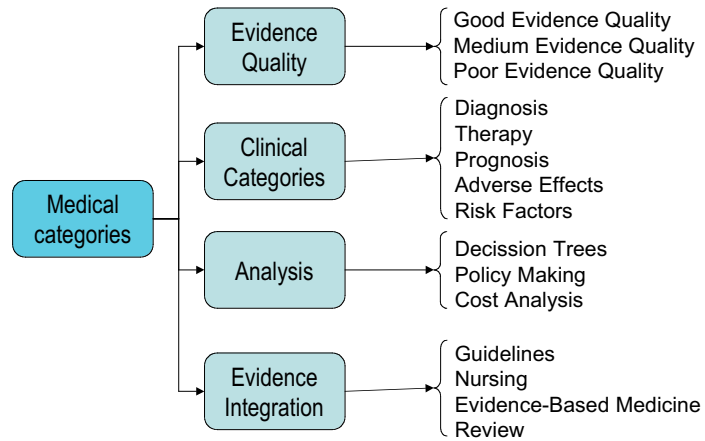 Medical
categories
Evidence
Quality
Good Evidence Quality
Medium Evidence Quality
Poor Evidence Quality
Clinical
Categories
Diagnosis
Therapy
Prognosis
Adverse Effects
Risk Factors
Analysis
Decission Trees
Policy Making
Cost Analysis
Evidence
Integration
Guidelines
Nursing
Evidence-Based Medicine
Review